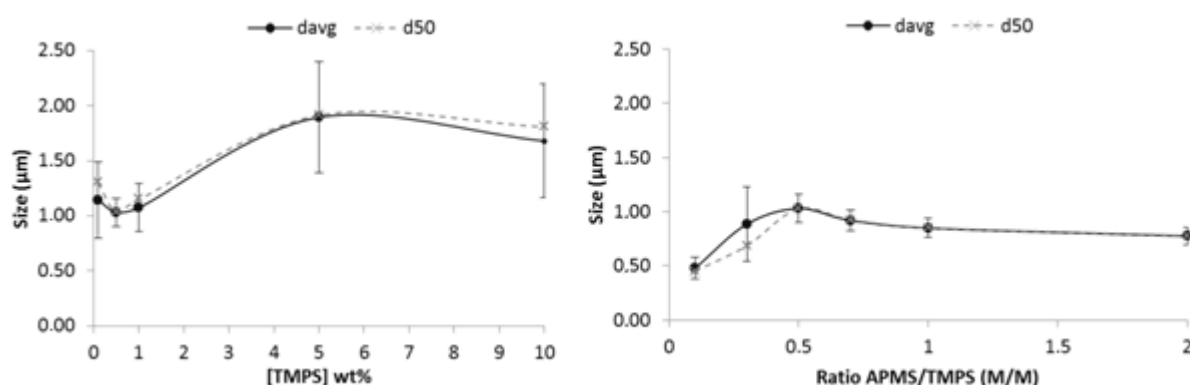 davg d50
2.50
2.00
1.50
1.00
0.50
0.00
Size (µm)
0 1 2 3 4 5 6 7 8 9 10
[TMPS] wt%
davg d50
2.50
2.00
1.50
1.00
0.50
0.00
Size (µm)
0 0.5 1 1.5 2
Ratio APMS/TMPS (M/M)